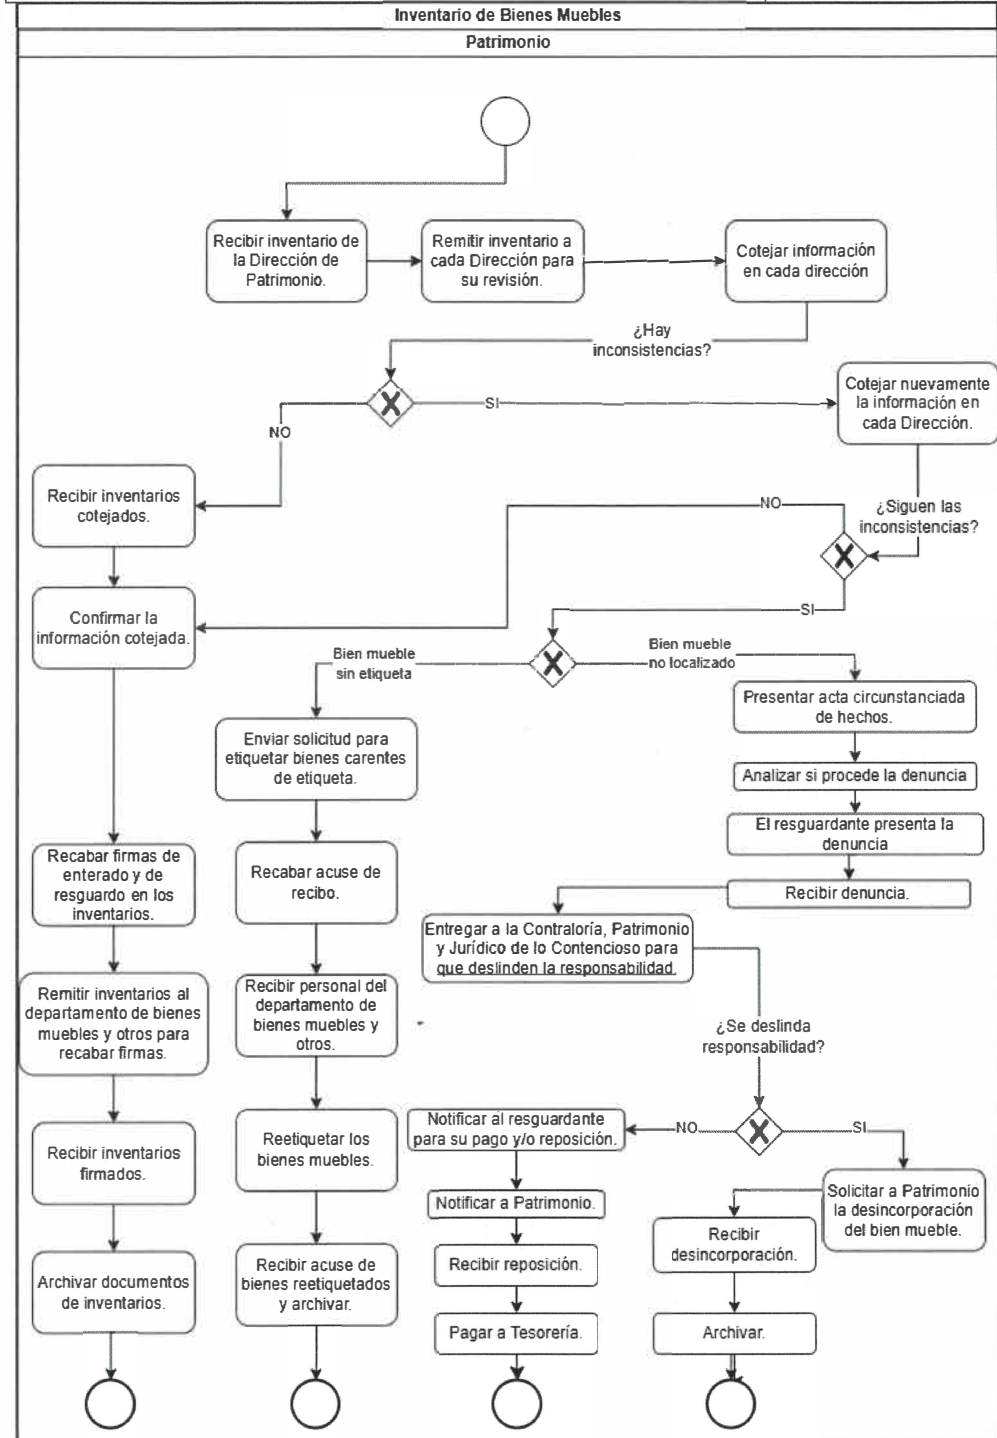 Inventario de Bienes Muebles
Patrimonio
Recibir inventario de
la Dirección de
Patrimonio.
Remitir inventario a
cada Dirección para
su revisión.
Cotejar información
en cada dirección
¿Hay
inconsistencias?
Cotejar nuevamente
la información en
cada Dirección.
SI
NO
Recibir inventarios
cotejados.
¿Siguen las
inconsistencias?
NO
Confirmar la
información cotejada.
SI
Bien mueble
sin etiqueta
Bien mueble
no localizado
Presentar acta circunstanciada
de hechos.
Enviar solicitud para
etiquetar bienes carentes
de etiqueta.
Analizar si procede la denuncia
El resguardante presenta la
denuncia
Recabar firmas de
enterado y de
resguardo en los
inventarios.
Recabar acuse de
recibo.
Recibir denuncia.
Entregar a la Contraloría, Patrimonio
y Jurídico de lo Contencioso para
que deslinden la responsabilidad.
Remitir inventarios al
departamento de bienes
muebles y otros para
recabar firmas.
Recibir personal del
departamento de
bienes muebles y
otros.
¿Se deslinda
responsabilidad?
Notificar al resguardante
para su pago y/o reposición.
NO
SI
Recibir inventarios
firmados.
Reetiquetar los
bienes muebles.
Notificar a Patrimonio.
Solicitar a Patrimonio
la desincorporación
del bien mueble.
Recibir
desincorporación.
Archivar documentos
de inventarios.
Recibir acuse de
bienes reetiquetados
y archivar.
Recibir reposición.
Pagar a Tesorería.
Archivar.